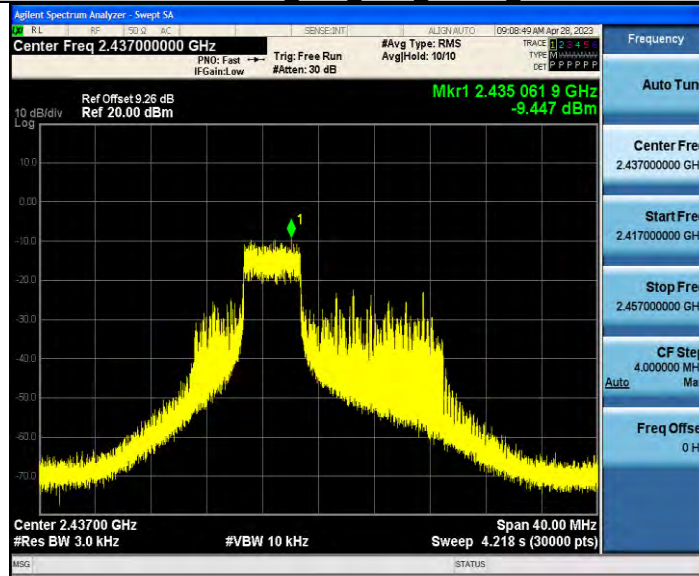 Agilent Spectrum Analyzer - Swept SA
RL RF 50 Ω AC SENSE:INT ALIGN AUTO 09:08:49 AM Apr 28, 2023
Center Freq 2.437000000 GHz
PNO: Fast
IFGain:Low
Trig: Free Run
#Atten: 30 dB
#Avg Type: RMS
Avg|Hold: 10/10
TRACE 1 2 3 4 5 6
TYPE M
DET P P P P P P
Ref Offset 9.26 dB
10 dB/div Ref 20.00 dBm
Log
Mkr1 2.435 061 9 GHz
-9.447 dBm
10.0
0.00
-10.0
-20.0
-30.0
-40.0
-50.0
-60.0
-70.0
1
Center 2.43700 GHz
Span 40.00 MHz
#Res BW 3.0 kHz
#VBW 10 kHz
Sweep 4.218 s (30000 pts)
MSG
STATUS
Frequency
Auto Tun
Center Fre
2.437000000 GH
Start Fre
2.417000000 GH
Stop Fre
2.457000000 GH
CF Ste
4.000000 MH
Auto Ma
Freq Offse
0 H